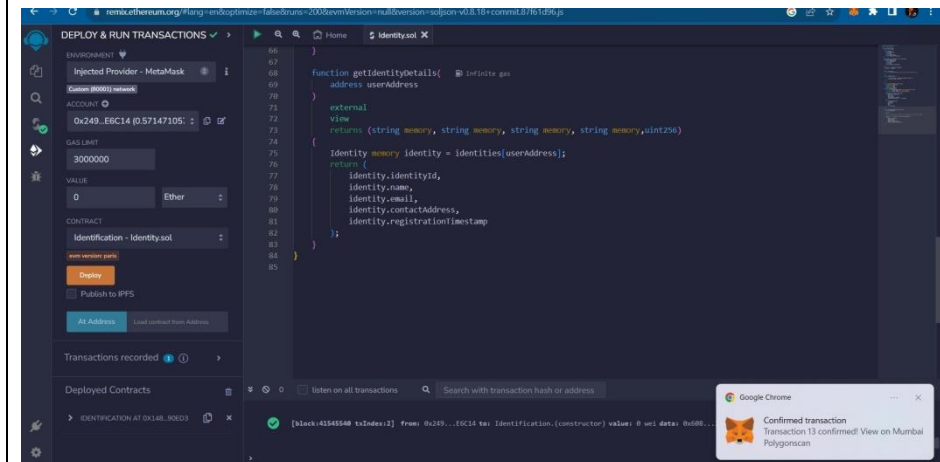 remix.ethereum.org/#lang=en&optimize=false&runs=200&evmVersion=null&version=soljson-v0.8.18+commit.87f61d96.js
DEPLOY & RUN TRANSACTIONS
ENVIRONMENT
Injected Provider - MetaMask
Custom (80001) network
ACCOUNT
0x249...E6C14 (0.57147105
GAS LIMIT
3000000
VALUE
0 Ether
CONTRACT
Identification - Identity.sol
evm version: paris
Deploy
Publish to IPFS
At Address Load contract from Address
Transactions recorded 1
Deployed Contracts
IDENTIFICATION AT 0X148...90ED3
Home Identity.sol
66 }
67
68 function getIdentityDetails( Infinite gas
69 address userAddress
70 )
71 external
72 view
73 returns (string memory, string memory, string memory, string memory,uint256)
74 {
75 Identity memory identity = identities[userAddress];
76 return (
77 identity.identityId,
78 identity.name,
79 identity.email,
80 identity.contactAddress,
81 identity.registrationTimestamp
82 );
83 }
84 }
85
0 listen on all transactions Search with transaction hash or address
[block:41545540 txIndex:2] from: 0x249...E6C14 to: Identification.(constructor) value: 0 wei data: 0x608...
>
Google Chrome
Confirmed transaction
Transaction 13 confirmed! View on Mumbai
Polygonscan